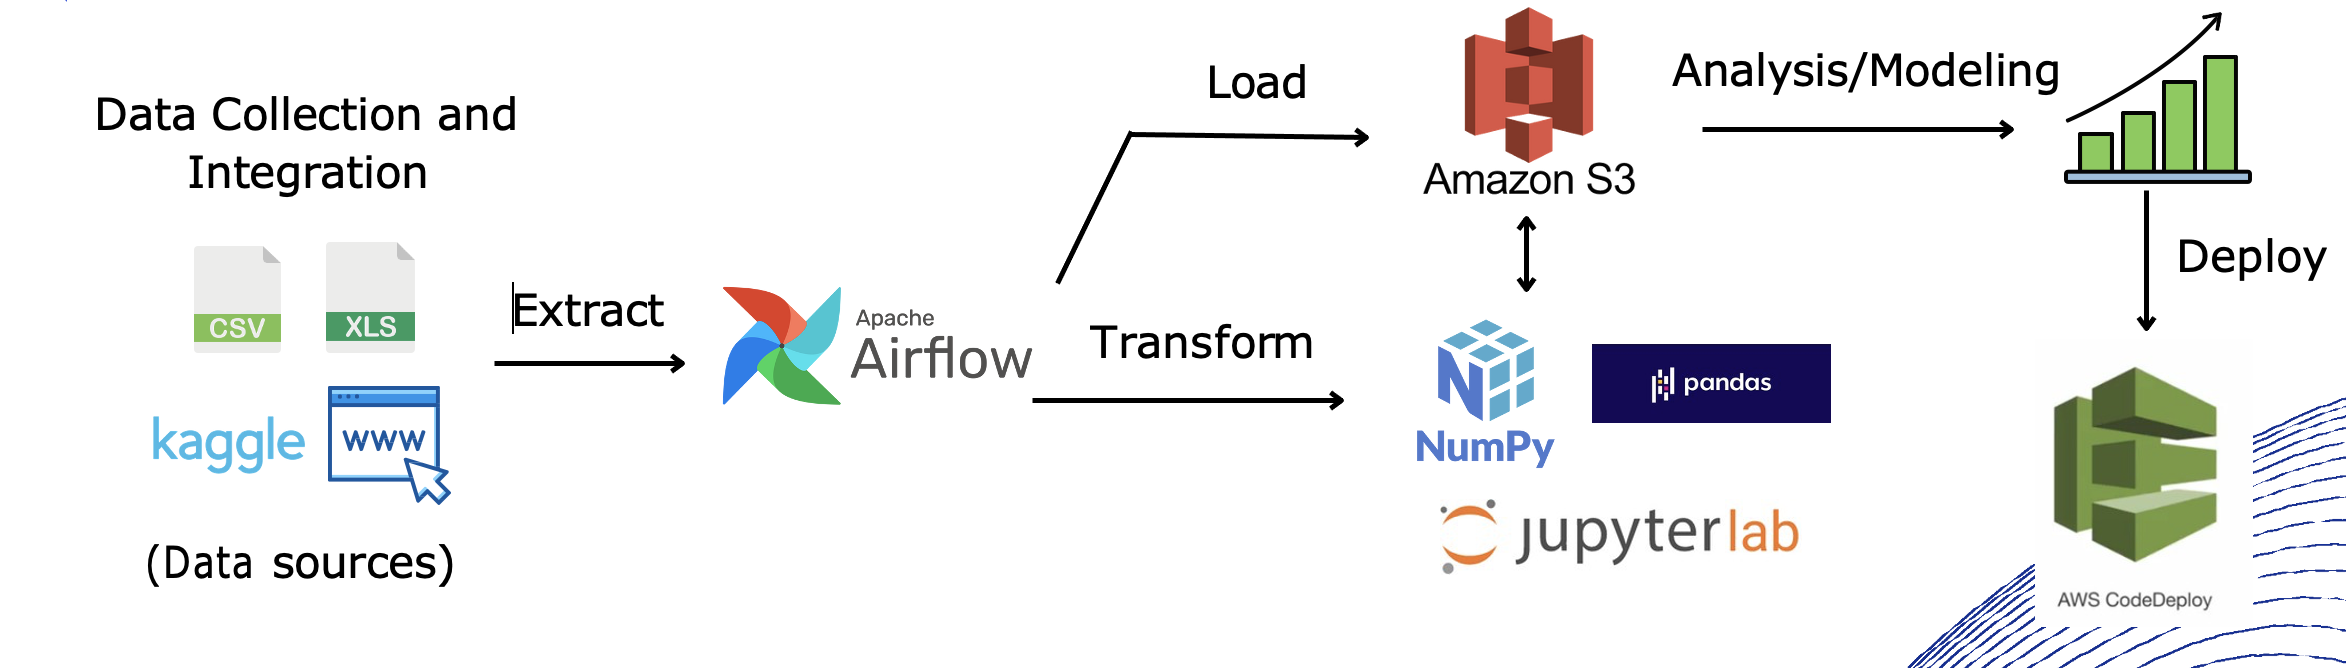 Data Collection and
Integration
CSV
XLS
kaggle
www
(Data sources)
Extract
Apache
Airflow
Load
Transform
Amazon S3
NumPy
pandas
jupyterlab
Analysis/Modeling
Deploy
AWS CodeDeploy